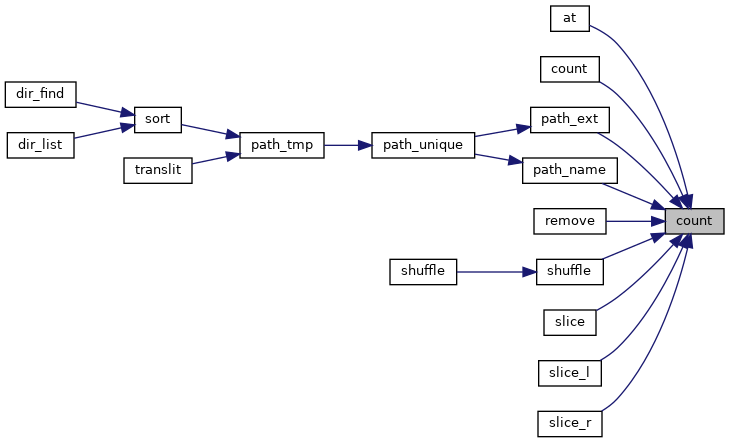 at
count
dir_find
sort
path_ext
dir_list
path_tmp
path_unique
translit
path_name
remove
count
shuffle
shuffle
slice
slice_l
slice_r